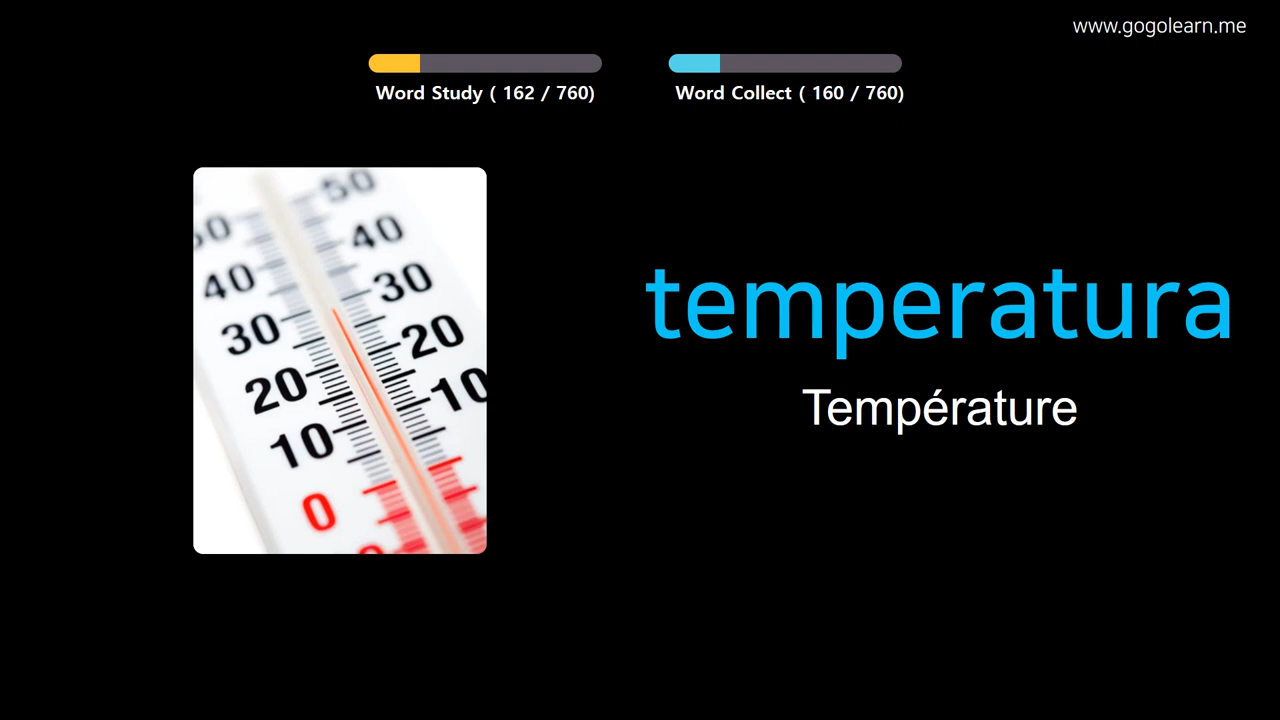 www.gogolearn.me
Word Study ( 162 / 760)
Word Collect ( 160 / 760)
50
50
40
40
30
30
20
20
10
10
0
temperatura
Température